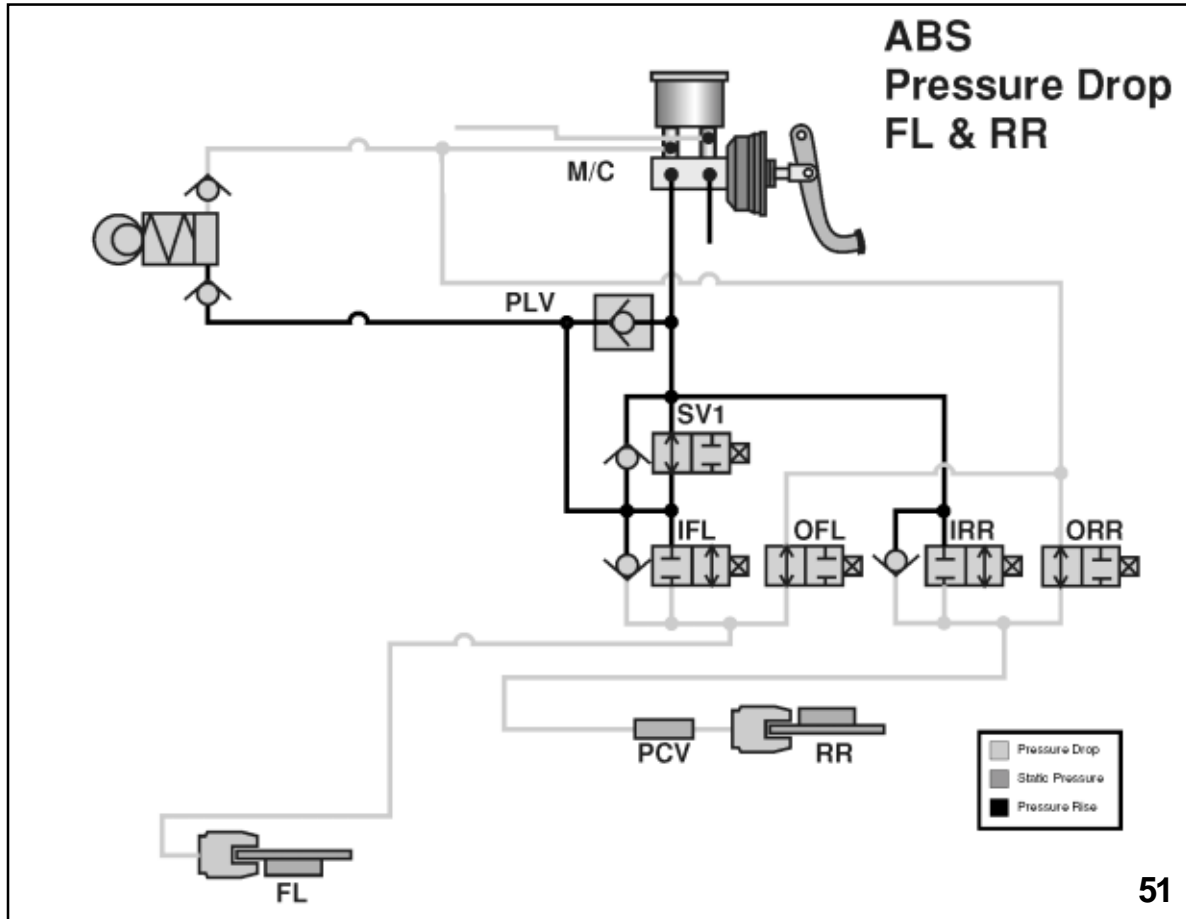 ABS
Pressure Drop
FL & RR
M/C
PLV
SV1
IFL
OFL
IRR
ORR
PCV
RR
FL
Pressure Drop
Static Pressure
Pressure Rise
51